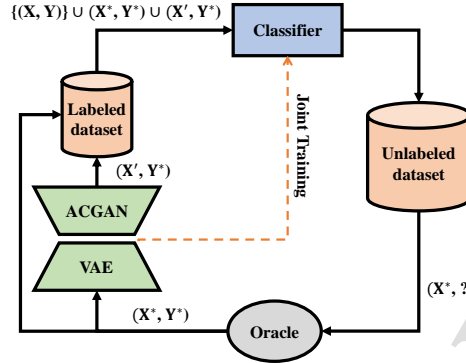 {(X, Y)} ∪ (X*, Y*) ∪ (X′, Y*)
Classifier
Labeled
dataset
Joint Training
Unlabeled
dataset
(X′, Y*)
ACGAN
VAE
(X*, ?
(X*, Y*)
Oracle